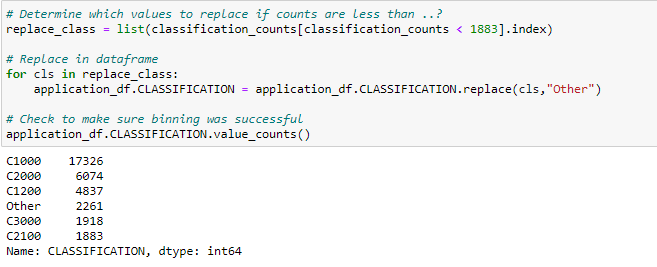 # Determine which values to replace if counts are less than ..?
replace_class = list(classification_counts[classification_counts < 1883].index)
# Replace in dataframe
for cls in replace_class:
    application_df.CLASSIFICATION = application_df.CLASSIFICATION.replace(cls,"Other")
# Check to make sure binning was successful
application_df.CLASSIFICATION.value_counts()
C1000    17326
C2000     6074
C1200     4837
Other     2261
C3000     1918
C2100     1883
Name: CLASSIFICATION, dtype: int64